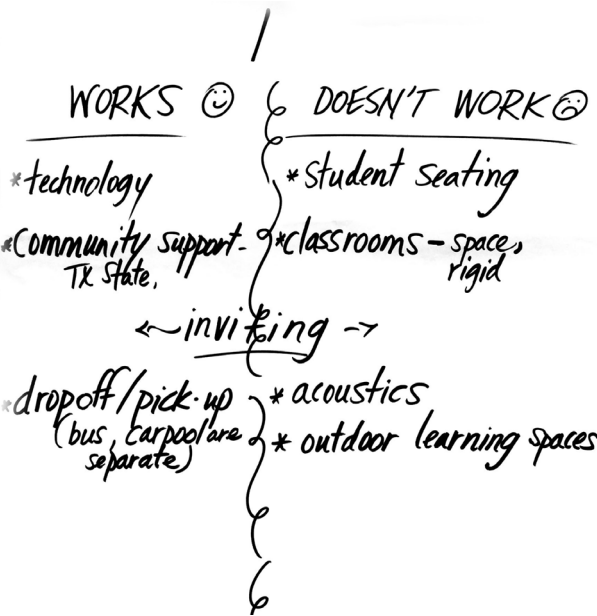 WORKS
*technology
*Community support-
TX State,
DOESN'T WORK
*Student seating
*classrooms - space,
rigid
<- inviting ->
*dropoff/pick-up
(bus, carpool are
separate)
* acoustics
* outdoor learning spaces